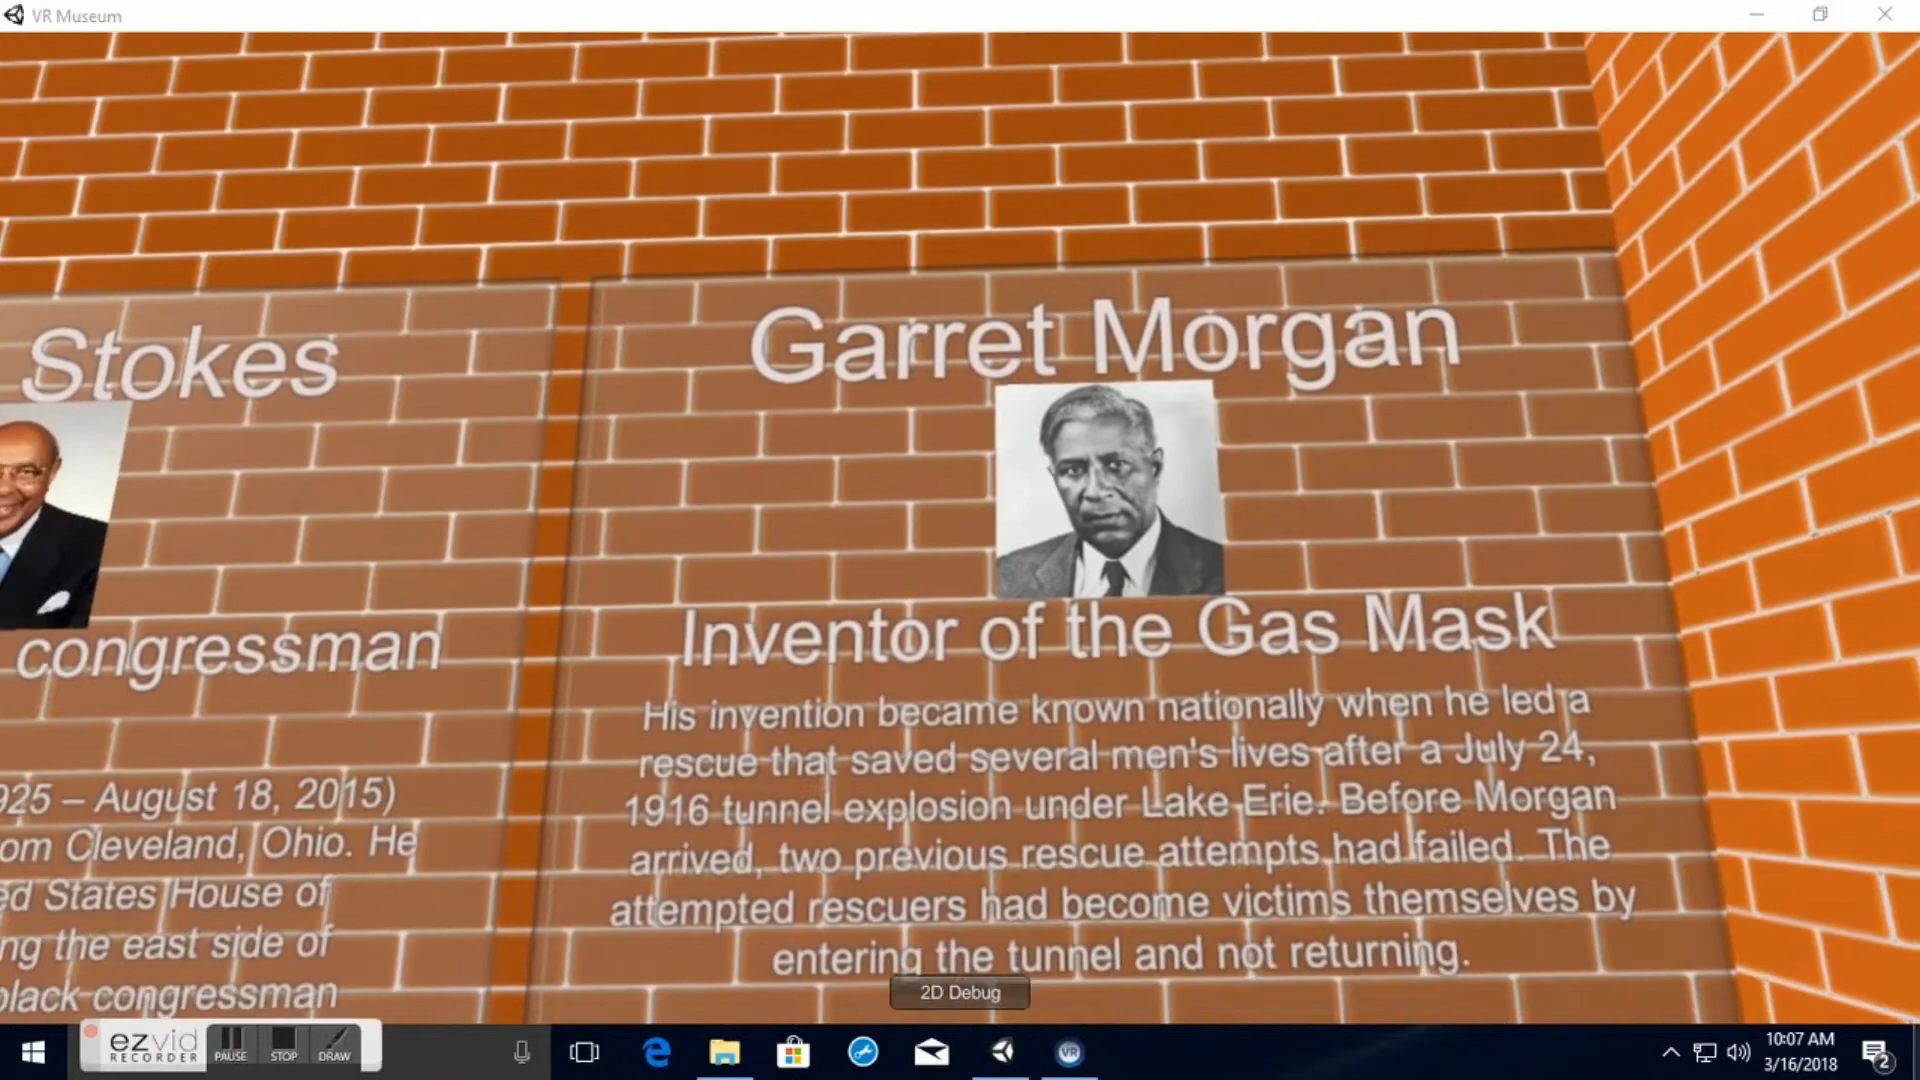 VR Museum
Stokes
congressman
925 – August 18, 2015)
om Cleveland, Ohio. He
ed States House of
ng the east side of
black congressman
Garret Morgan
Inventor of the Gas Mask
His invention became known nationally when he led a
rescue that saved several men's lives after a July 24,
1916 tunnel explosion under Lake Erie. Before Morgan
arrived, two previous rescue attempts had failed. The
attempted rescuers had become victims themselves by
entering the tunnel and not returning.
2D Debug
ezvid
RECORDER
PAUSE
STOP
DRAW
VR
10:07 AM
3/16/2018
2